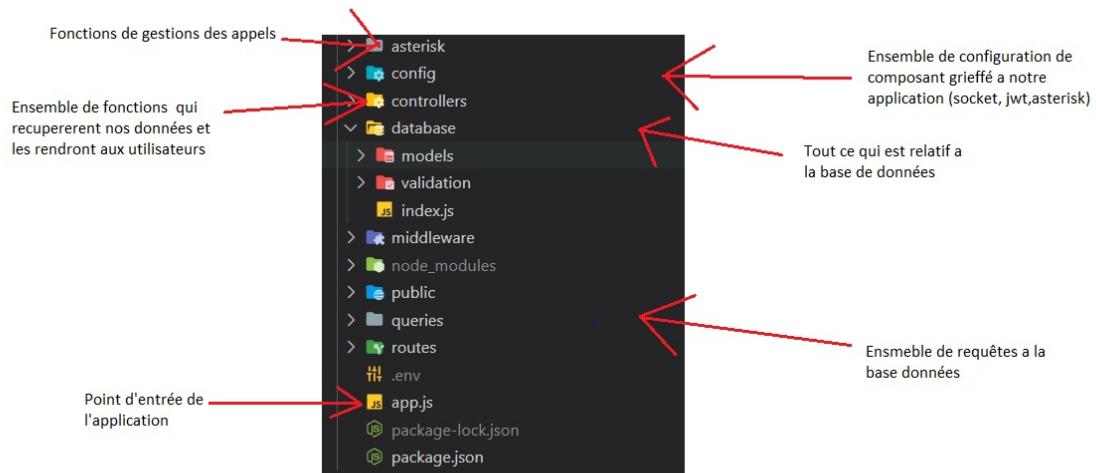 Fonctions de gestions des appels
Ensemble de fonctions qui
recupereront nos données et
les rendront aux utilisateurs
Point d'entrée de
l'application
asterisk
config
controllers
database
models
validation
JS index.js
middleware
node_modules
public
queries
routes
.env
JS app.js
package-lock.json
package.json
Ensemble de configuration de
composant grieffé a notre
application (socket, jwt,asterisk)
Tout ce qui est relatif a
la base de données
Ensmeble de requêtes a la
base données